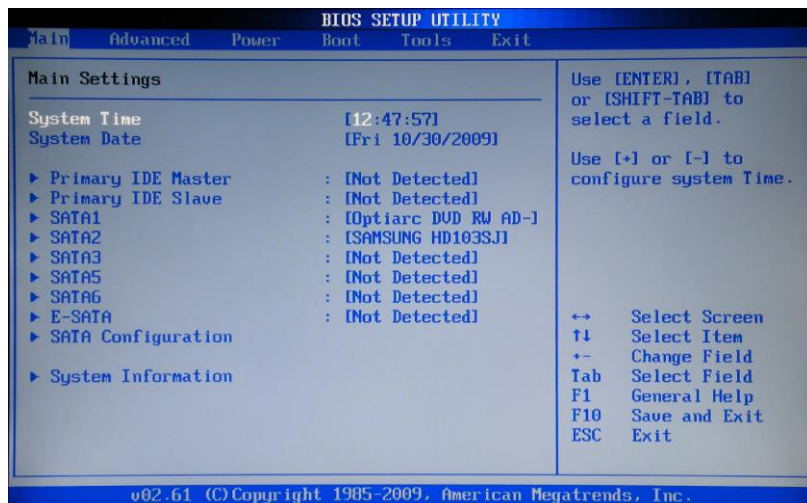 BIOS SETUP UTILITY
Main Advanced Power Boot Tools Exit
Main Settings
System Time [12:47:57]
System Date [Fri 10/30/2009]
▶ Primary IDE Master : [Not Detected]
▶ Primary IDE Slave : [Not Detected]
▶ SATA1 : [Optiarc DVD RW AD-]
▶ SATA2 : [SAMSUNG HD103SJ]
▶ SATA3 : [Not Detected]
▶ SATA5 : [Not Detected]
▶ SATA6 : [Not Detected]
▶ E-SATA : [Not Detected]
▶ SATA Configuration
▶ System Information
Use [ENTER], [TAB]
or [SHIFT-TAB] to
select a field.
Use [+] or [-] to
configure system Time.
↔ Select Screen
↑↓ Select Item
+- Change Field
Tab Select Field
F1 General Help
F10 Save and Exit
ESC Exit
v02.61 (C)Copyright 1985-2009, American Megatrends, Inc.